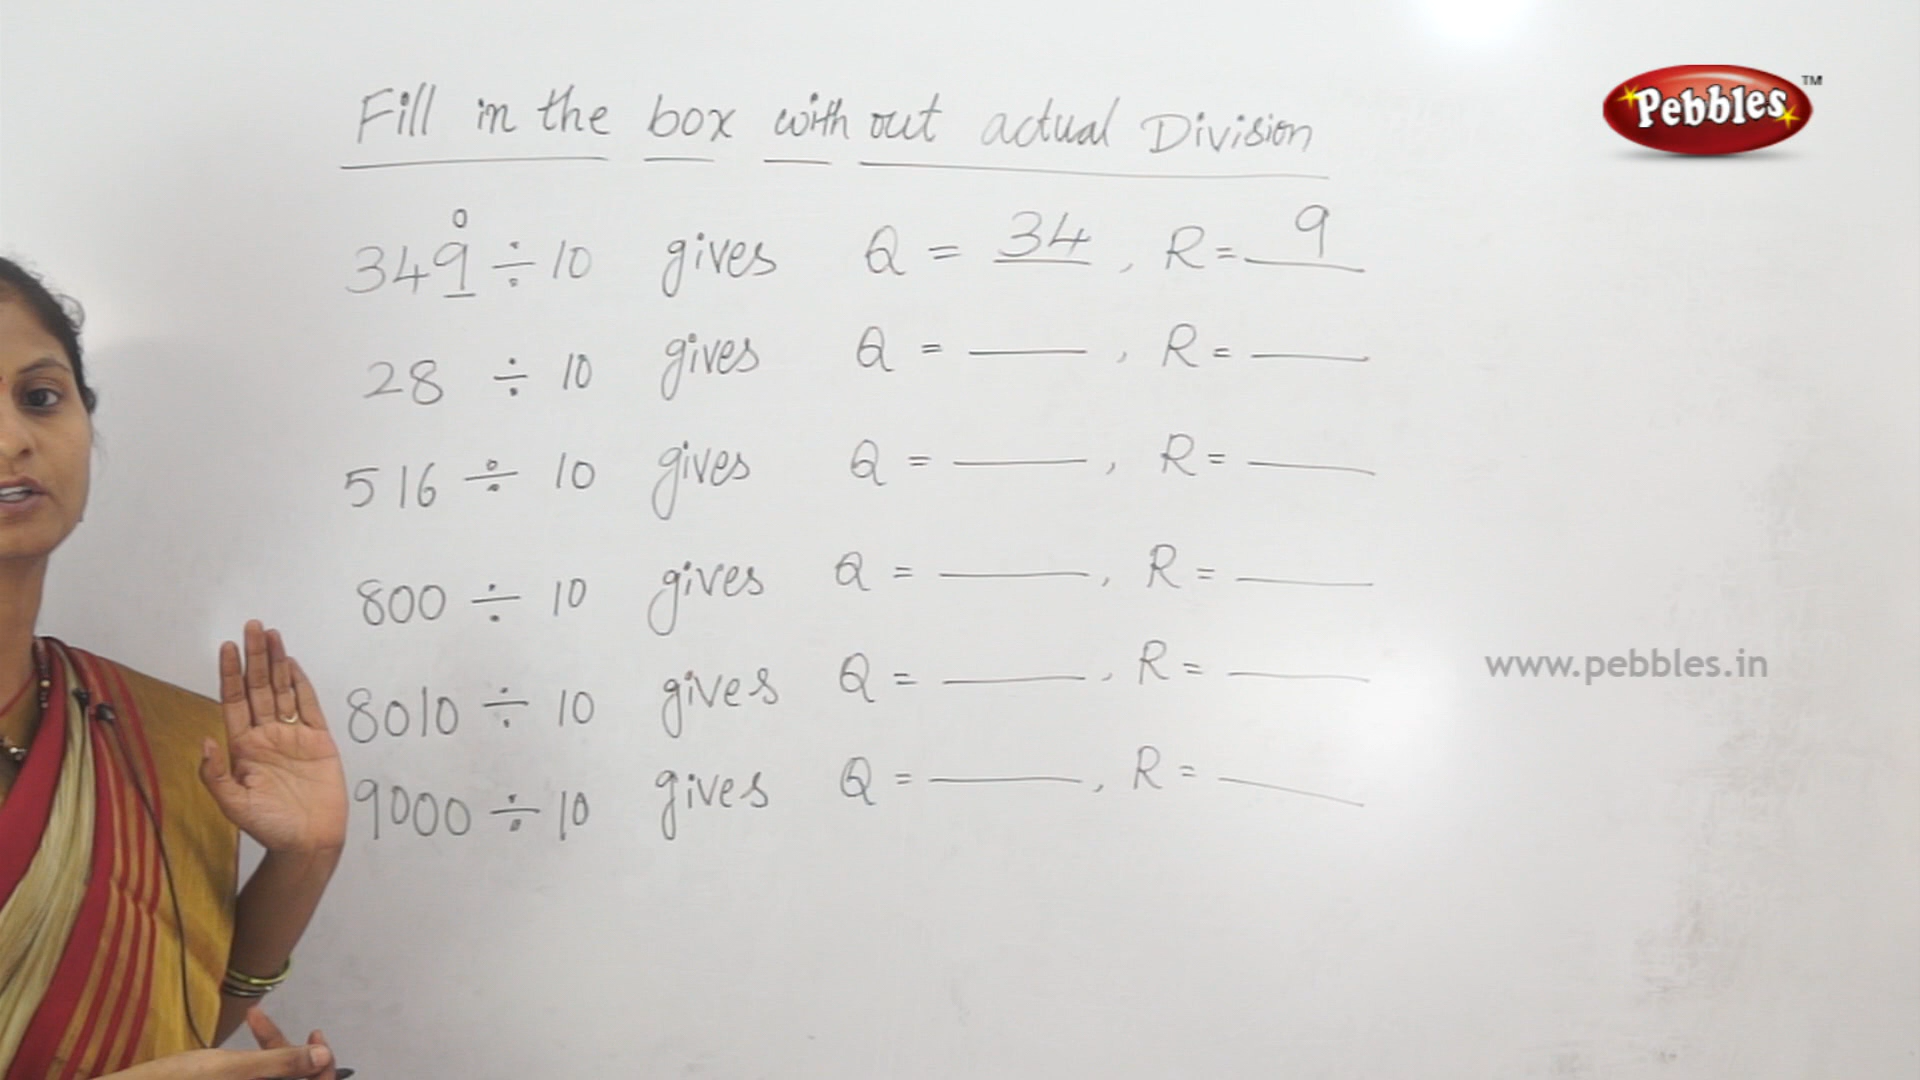 Pebbles™
Fill in the box with out actual Division
0
349 ÷ 10 gives Q = 34, R = 9
28 ÷ 10 gives Q = ____, R = ____
516 ÷ 10 gives Q = ____, R = ____
800 ÷ 10 gives Q = ____, R = ____
8010 ÷ 10 gives Q = ____, R = ____
9000 ÷ 10 gives Q = ____, R = ____
www.pebbles.in